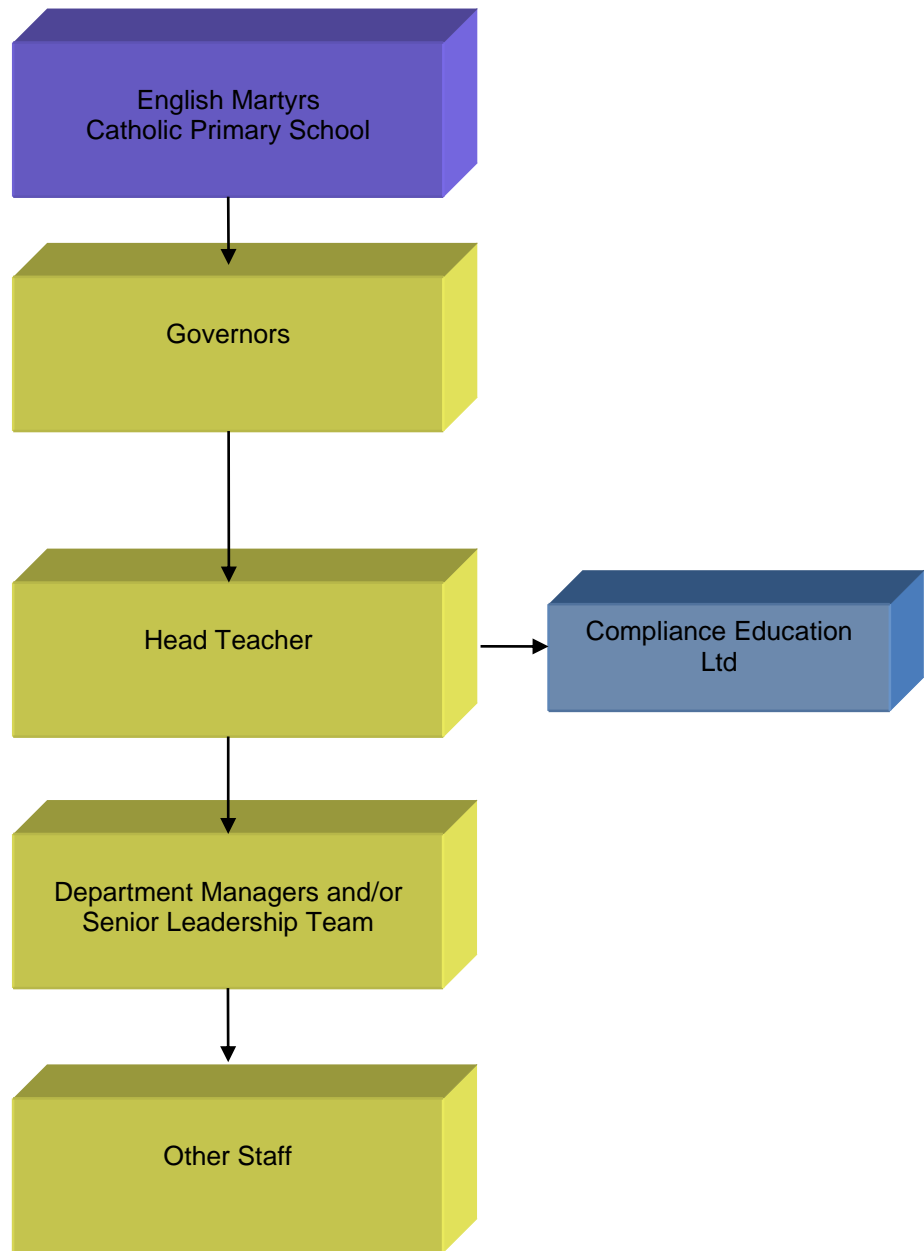 English Martyrs
Catholic Primary School
Governors
Head Teacher
Compliance Education
Ltd
Department Managers and/or
Senior Leadership Team
Other Staff